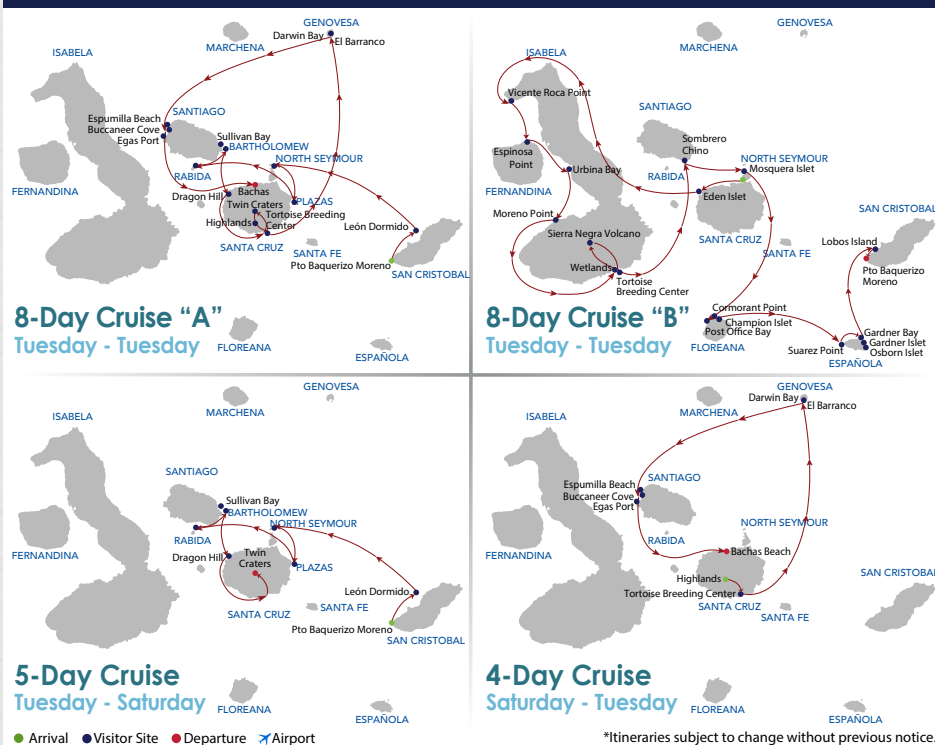 GENOVESA
Darwin Bay
El Barranco
MARCHENA
ISABELA
SANTIAGO
Espumilla Beach
Buccaneer Cove
Egas Port
Sullivan Bay
BARTHOLOMEW
NORTH SEYMOUR
RABIDA
FERNANDINA
Bachas
Dragon Hill
Twin Craters
PLAZAS
Tortoise Breeding
Center
Highlands
León Dormido
SANTA CRUZ
SANTA FE
Pto Baquerizo Moreno
SAN CRISTOBAL
8-Day Cruise “A”
Tuesday - Tuesday
FLOREANA
ESPAÑOLA
GENOVESA
MARCHENA
ISABELA
Vicente Roca Point
SANTIAGO
Sombrero
Chino
Espinosa
Point
NORTH SEYMOUR
Mosquera Islet
Urbina Bay
RABIDA
FERNANDINA
Eden Islet
Moreno Point
SAN CRISTOBAL
Sierra Negra Volcano
SANTA CRUZ
Lobos Island
SANTA FE
Wetlands
Pto Baquerizo
Moreno
Tortoise
Breeding Center
8-Day Cruise “B”
Tuesday - Tuesday
Cormorant Point
Champion Islet
Post Office Bay
FLOREANA
Suarez Point
Gardner Bay
Gardner Islet
Osborn Islet
ESPAÑOLA
GENOVESA
MARCHENA
ISABELA
SANTIAGO
Sullivan Bay
BARTHOLOMEW
NORTH SEYMOUR
RABIDA
FERNANDINA
Dragon Hill
Twin
Craters
PLAZAS
León Dormido
SANTA CRUZ
SANTA FE
Pto Baquerizo Moreno
SAN CRISTOBAL
5-Day Cruise
Tuesday - Saturday
FLOREANA
ESPAÑOLA
GENOVESA
Darwin Bay
El Barranco
MARCHENA
ISABELA
SANTIAGO
Espumilla Beach
Buccaneer Cove
Egas Port
NORTH SEYMOUR
RABIDA
FERNANDINA
Bachas Beach
Highlands
SAN CRISTOBAL
Tortoise Breeding Center
SANTA CRUZ
SANTA FE
4-Day Cruise
Saturday - Tuesday
FLOREANA
ESPAÑOLA
Arrival Visitor Site Departure Airport
*Itineraries subject to change without previous notice.